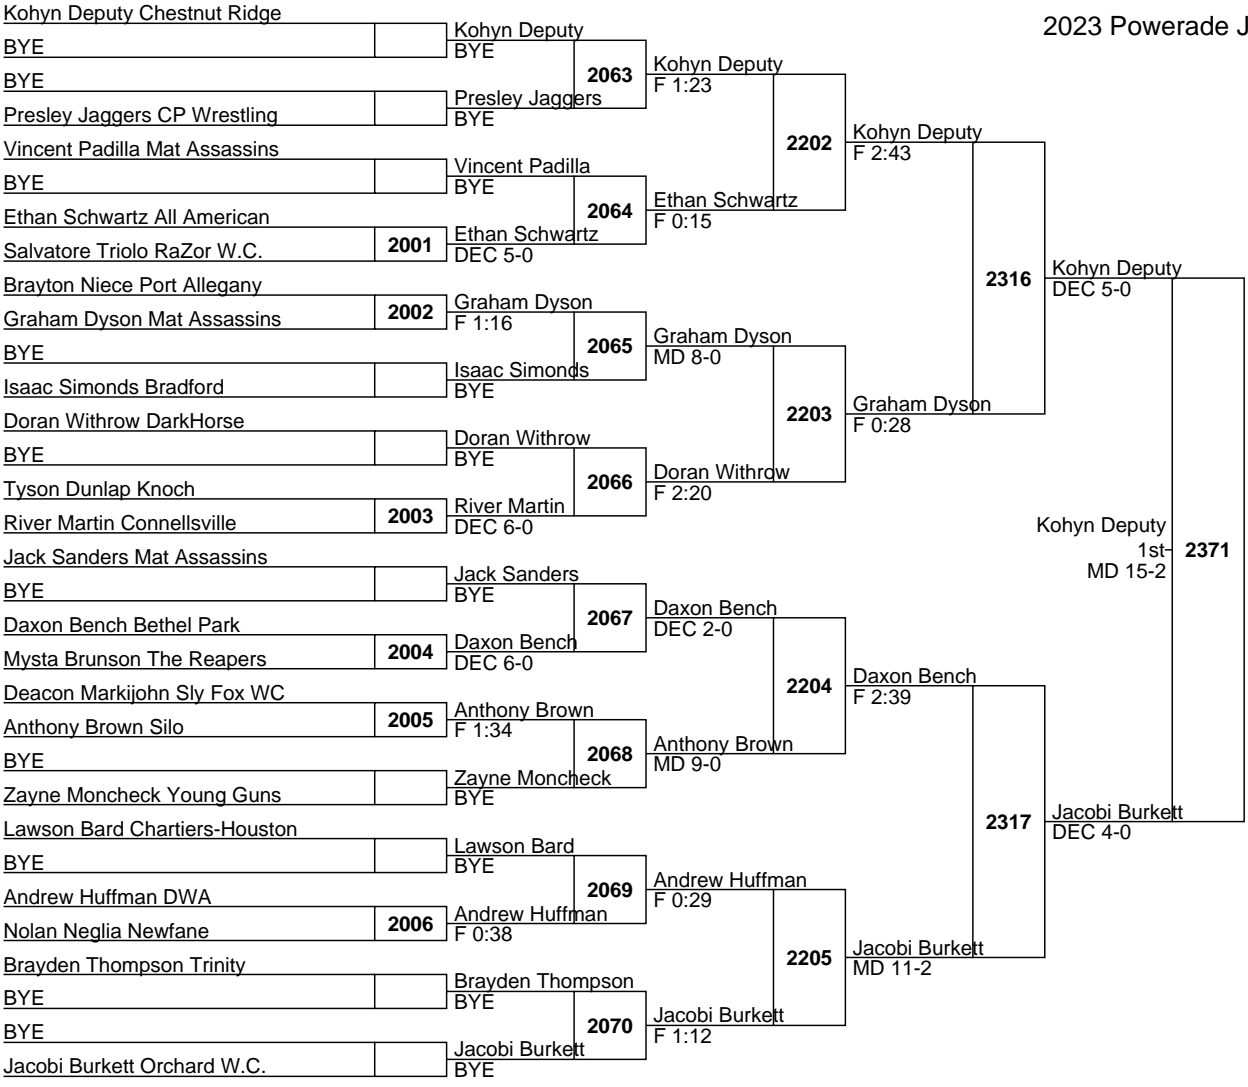 2023 Powerade J
Kohyn Deputy Chestnut Ridge
BYE
BYE
Presley Jaggers CP Wrestling
Vincent Padilla Mat Assassins
BYE
Ethan Schwartz All American
Salvatore Triolo RaZor W.C.
Brayton Niece Port Allegany
Graham Dyson Mat Assassins
BYE
Isaac Simonds Bradford
Doran Withrow DarkHorse
BYE
Tyson Dunlap Knoch
River Martin Connellsville
Jack Sanders Mat Assassins
BYE
Daxon Bench Bethel Park
Mysta Brunson The Reapers
Deacon Markijohn Sly Fox WC
Anthony Brown Silo
BYE
Zayne Moncheck Young Guns
Lawson Bard Chartiers-Houston
BYE
Andrew Huffman DWA
Nolan Neglia Newfane
Brayden Thompson Trinity
BYE
BYE
Jacobi Burkett Orchard W.C.
2001
2002
2003
2004
2005
2006
Kohyn Deputy
BYE
Presley Jaggers
BYE
Vincent Padilla
BYE
Ethan Schwartz
DEC 5-0
Graham Dyson
F 1:16
Isaac Simonds
BYE
Doran Withrow
BYE
River Martin
DEC 6-0
Jack Sanders
BYE
Daxon Bench
DEC 6-0
Anthony Brown
F 1:34
Zayne Moncheck
BYE
Lawson Bard
BYE
Andrew Huffman
F 0:38
Brayden Thompson
BYE
Jacobi Burkett
BYE
2063
2064
2065
2066
2067
2068
2069
2070
Kohyn Deputy
F 1:23
Ethan Schwartz
F 0:15
Graham Dyson
MD 8-0
Doran Withrow
F 2:20
Daxon Bench
DEC 2-0
Anthony Brown
MD 9-0
Andrew Huffman
F 0:29
Jacobi Burkett
F 1:12
2202
2203
2204
2205
Kohyn Deputy
F 2:43
Graham Dyson
F 0:28
Daxon Bench
F 2:39
Jacobi Burkett
MD 11-2
2316
2317
Kohyn Deputy
DEC 5-0
Jacobi Burkett
DEC 4-0
Kohyn Deputy
1st
MD 15-2
2371